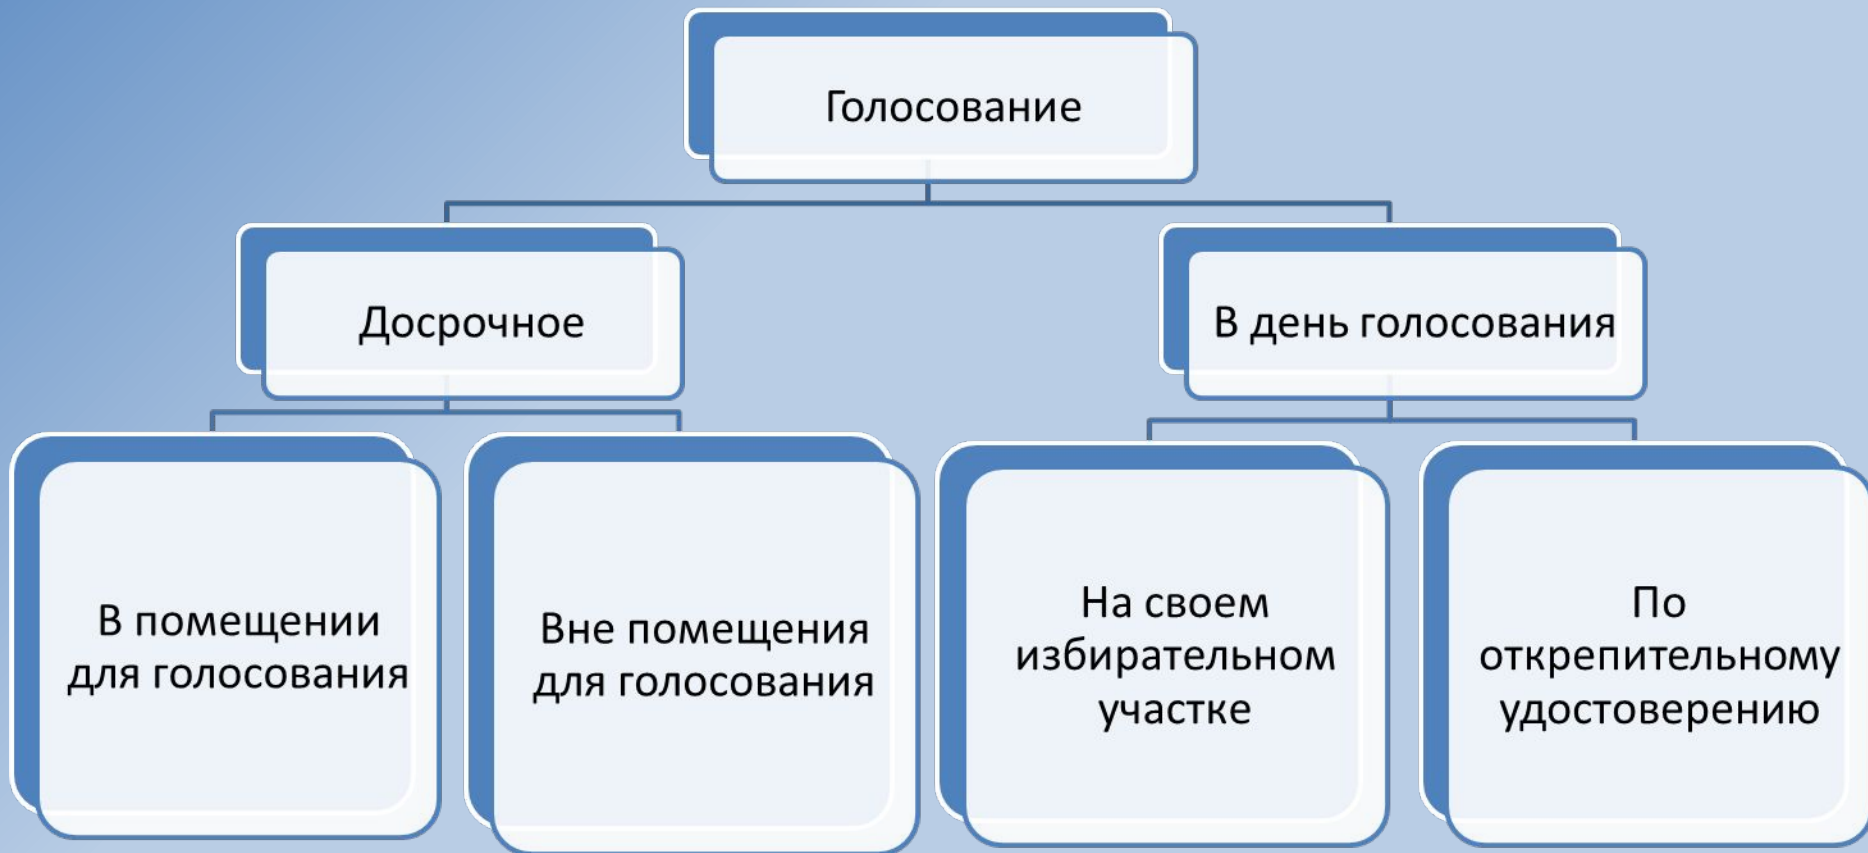 Голосование
Досрочное
В день голосования
В помещении
для голосования
Вне помещения
для голосования
На своем
избирательном
участке
По
открепительному
удостоверению